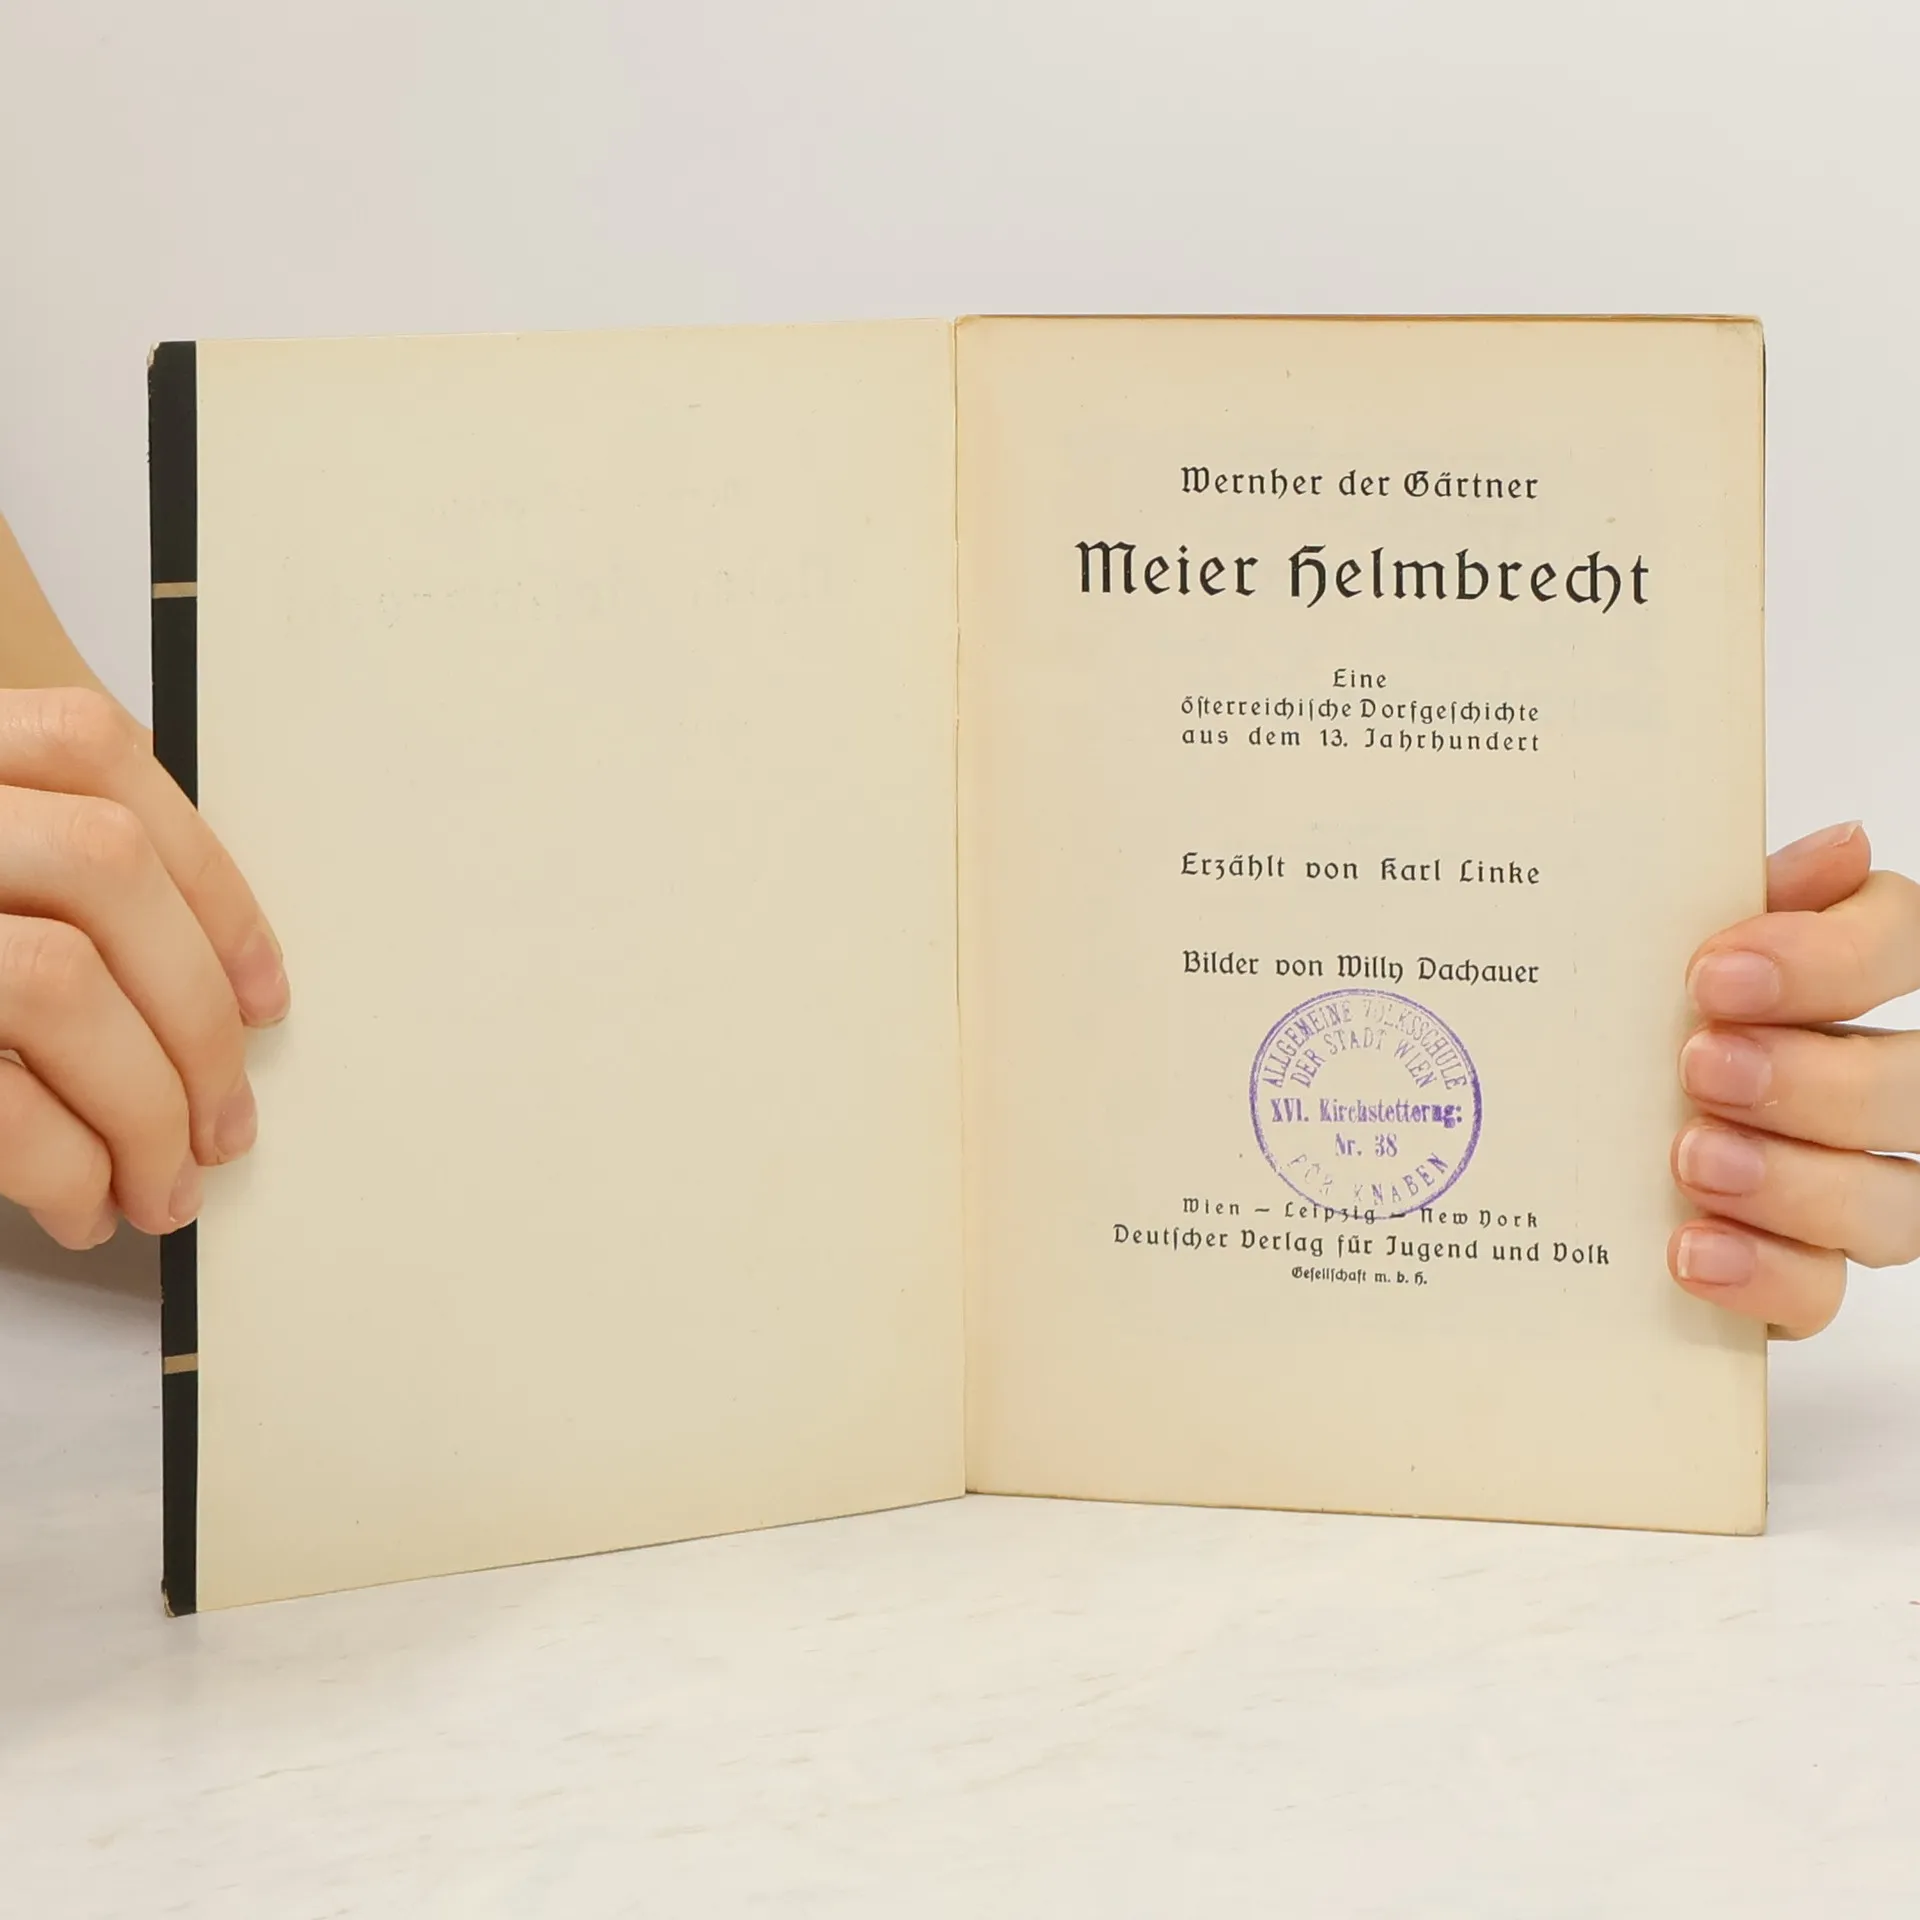 Wernher der Gärtner
Meier Helmbrecht
Eine
öſterreichiſche Dorfgeſchichte
aus dem 13. Jahrhundert
Erzählt von Karl Linke
Bilder von Willy Dachauer
ALLGEMEINE VOLKSSCHULE
DER STADT WIEN
XVI. Kirchstetterng:
Nr. 38
FÜR KNABEN
Wien – Leipzig – New York
Deutſcher Verlag für Jugend und Volk
Geſellſchaft m. b. H.